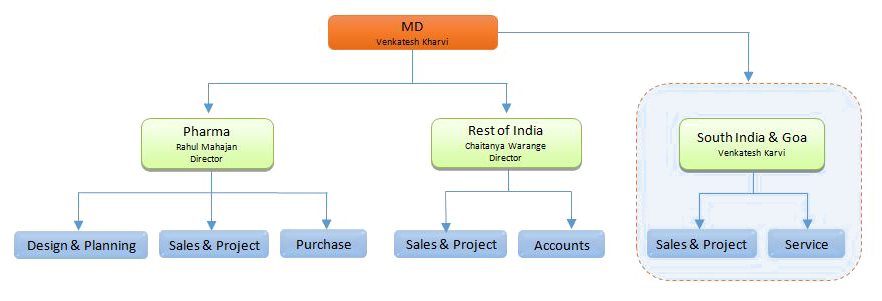 MD
Venkatesh Kharvi
Pharma
Rahul Mahajan
Director
Rest of India
Chaitanya Warange
Director
South India & Goa
Venkatesh Karvi
Design & Planning
Sales & Project
Purchase
Sales & Project
Accounts
Sales & Project
Service